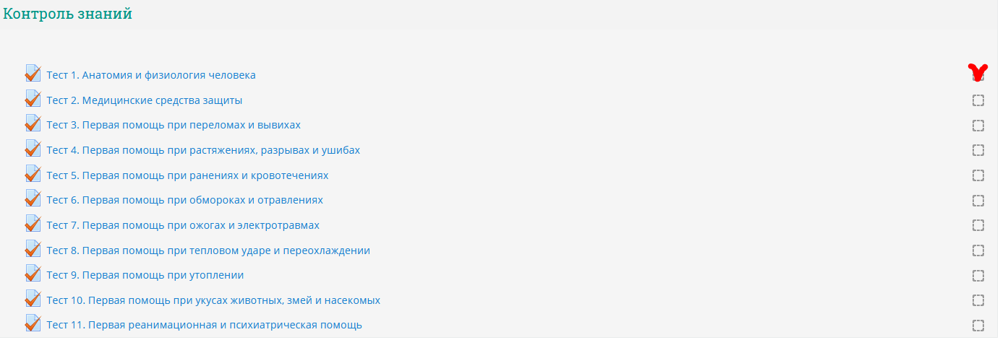 Контроль знаний
Тест 1. Анатомия и физиология человека
Тест 2. Медицинские средства защиты
Тест 3. Первая помощь при переломах и вывихах
Тест 4. Первая помощь при растяжениях, разрывах и ушибах
Тест 5. Первая помощь при ранениях и кровотечениях
Тест 6. Первая помощь при обмороках и отравлениях
Тест 7. Первая помощь при ожогах и электротравмах
Тест 8. Первая помощь при тепловом ударе и переохлаждении
Тест 9. Первая помощь при утоплении
Тест 10. Первая помощь при укусах животных, змей и насекомых
Тест 11. Первая реанимационная и психиатрическая помощь